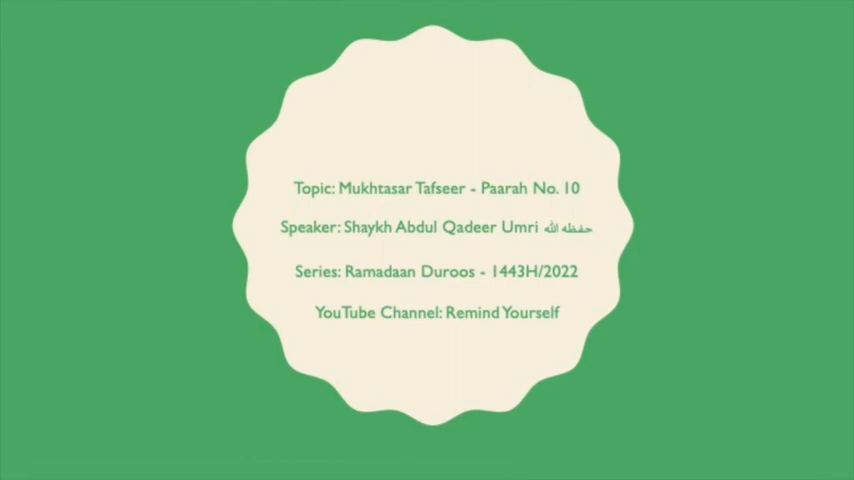 Topic: Mukhtasar Tafseer - Paarah No. 10
Speaker: Shaykh Abdul Qadeer Umri حفظه الله
Series: Ramadaan Duroos - 1443H/2022
YouTube Channel: Remind Yourself